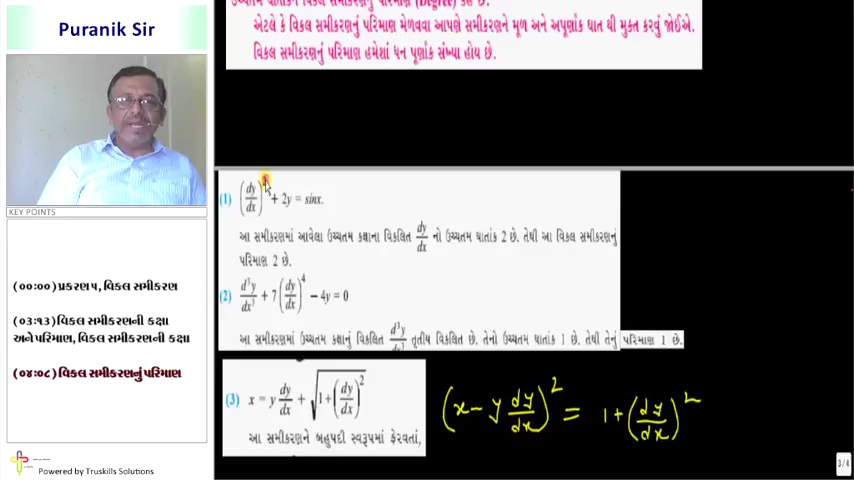 Puranik Sir
KEY POINTS
(૦૦:૦૦) પ્રકરણ ૫, વિકલ સમીકરણ
(૦૩:૧૩) વિકલ સમીકરણની કક્ષા
અને પરિમાણ, વિકલ સમીકરણની કક્ષા
(૦૪:૦૮) વિકલ સમીકરણનું પરિમાણ
Powered by Truskills Solutions
એટલે કે વિકલ સમીકરણનું પરિમાણ મેળવવા આપણે સમીકરણને મૂળ અને અપૂર્ણાંક ઘાત થી મુક્ત કરવું જોઈએ.
વિકલ સમીકરણનું પરિમાણ હમેશાં ધન પૂર્ણાંક સંખ્યા હોય છે.
(1) (dy/dx)² + 2y = sinx.
આ સમીકરણમાં આવેલા ઉચ્ચતમ કક્ષાના વિકલિત dy/dx નો ઉચ્ચતમ ઘાતાંક 2 છે. તેથી આ વિકલ સમીકરણનું
પરિમાણ 2 છે.
(2) d³y/dx³ + 7(dy/dx)⁴ − 4y = 0
આ સમીકરણમાં ઉચ્ચતમ કક્ષાનું વિકલિત d³y/dx³ તૃતીય વિકલિત છે. તેનો ઉચ્ચતમ ઘાતાંક 1 છે. તેથી તેનું પરિમાણ 1 છે.
(3) x = y dy/dx + √(1+(dy/dx)²)
(x − y dy/dx)² = 1+(dy/dx)²
આ સમીકરણને બહુપદી સ્વરૂપમાં ફેરવતાં,
3/4